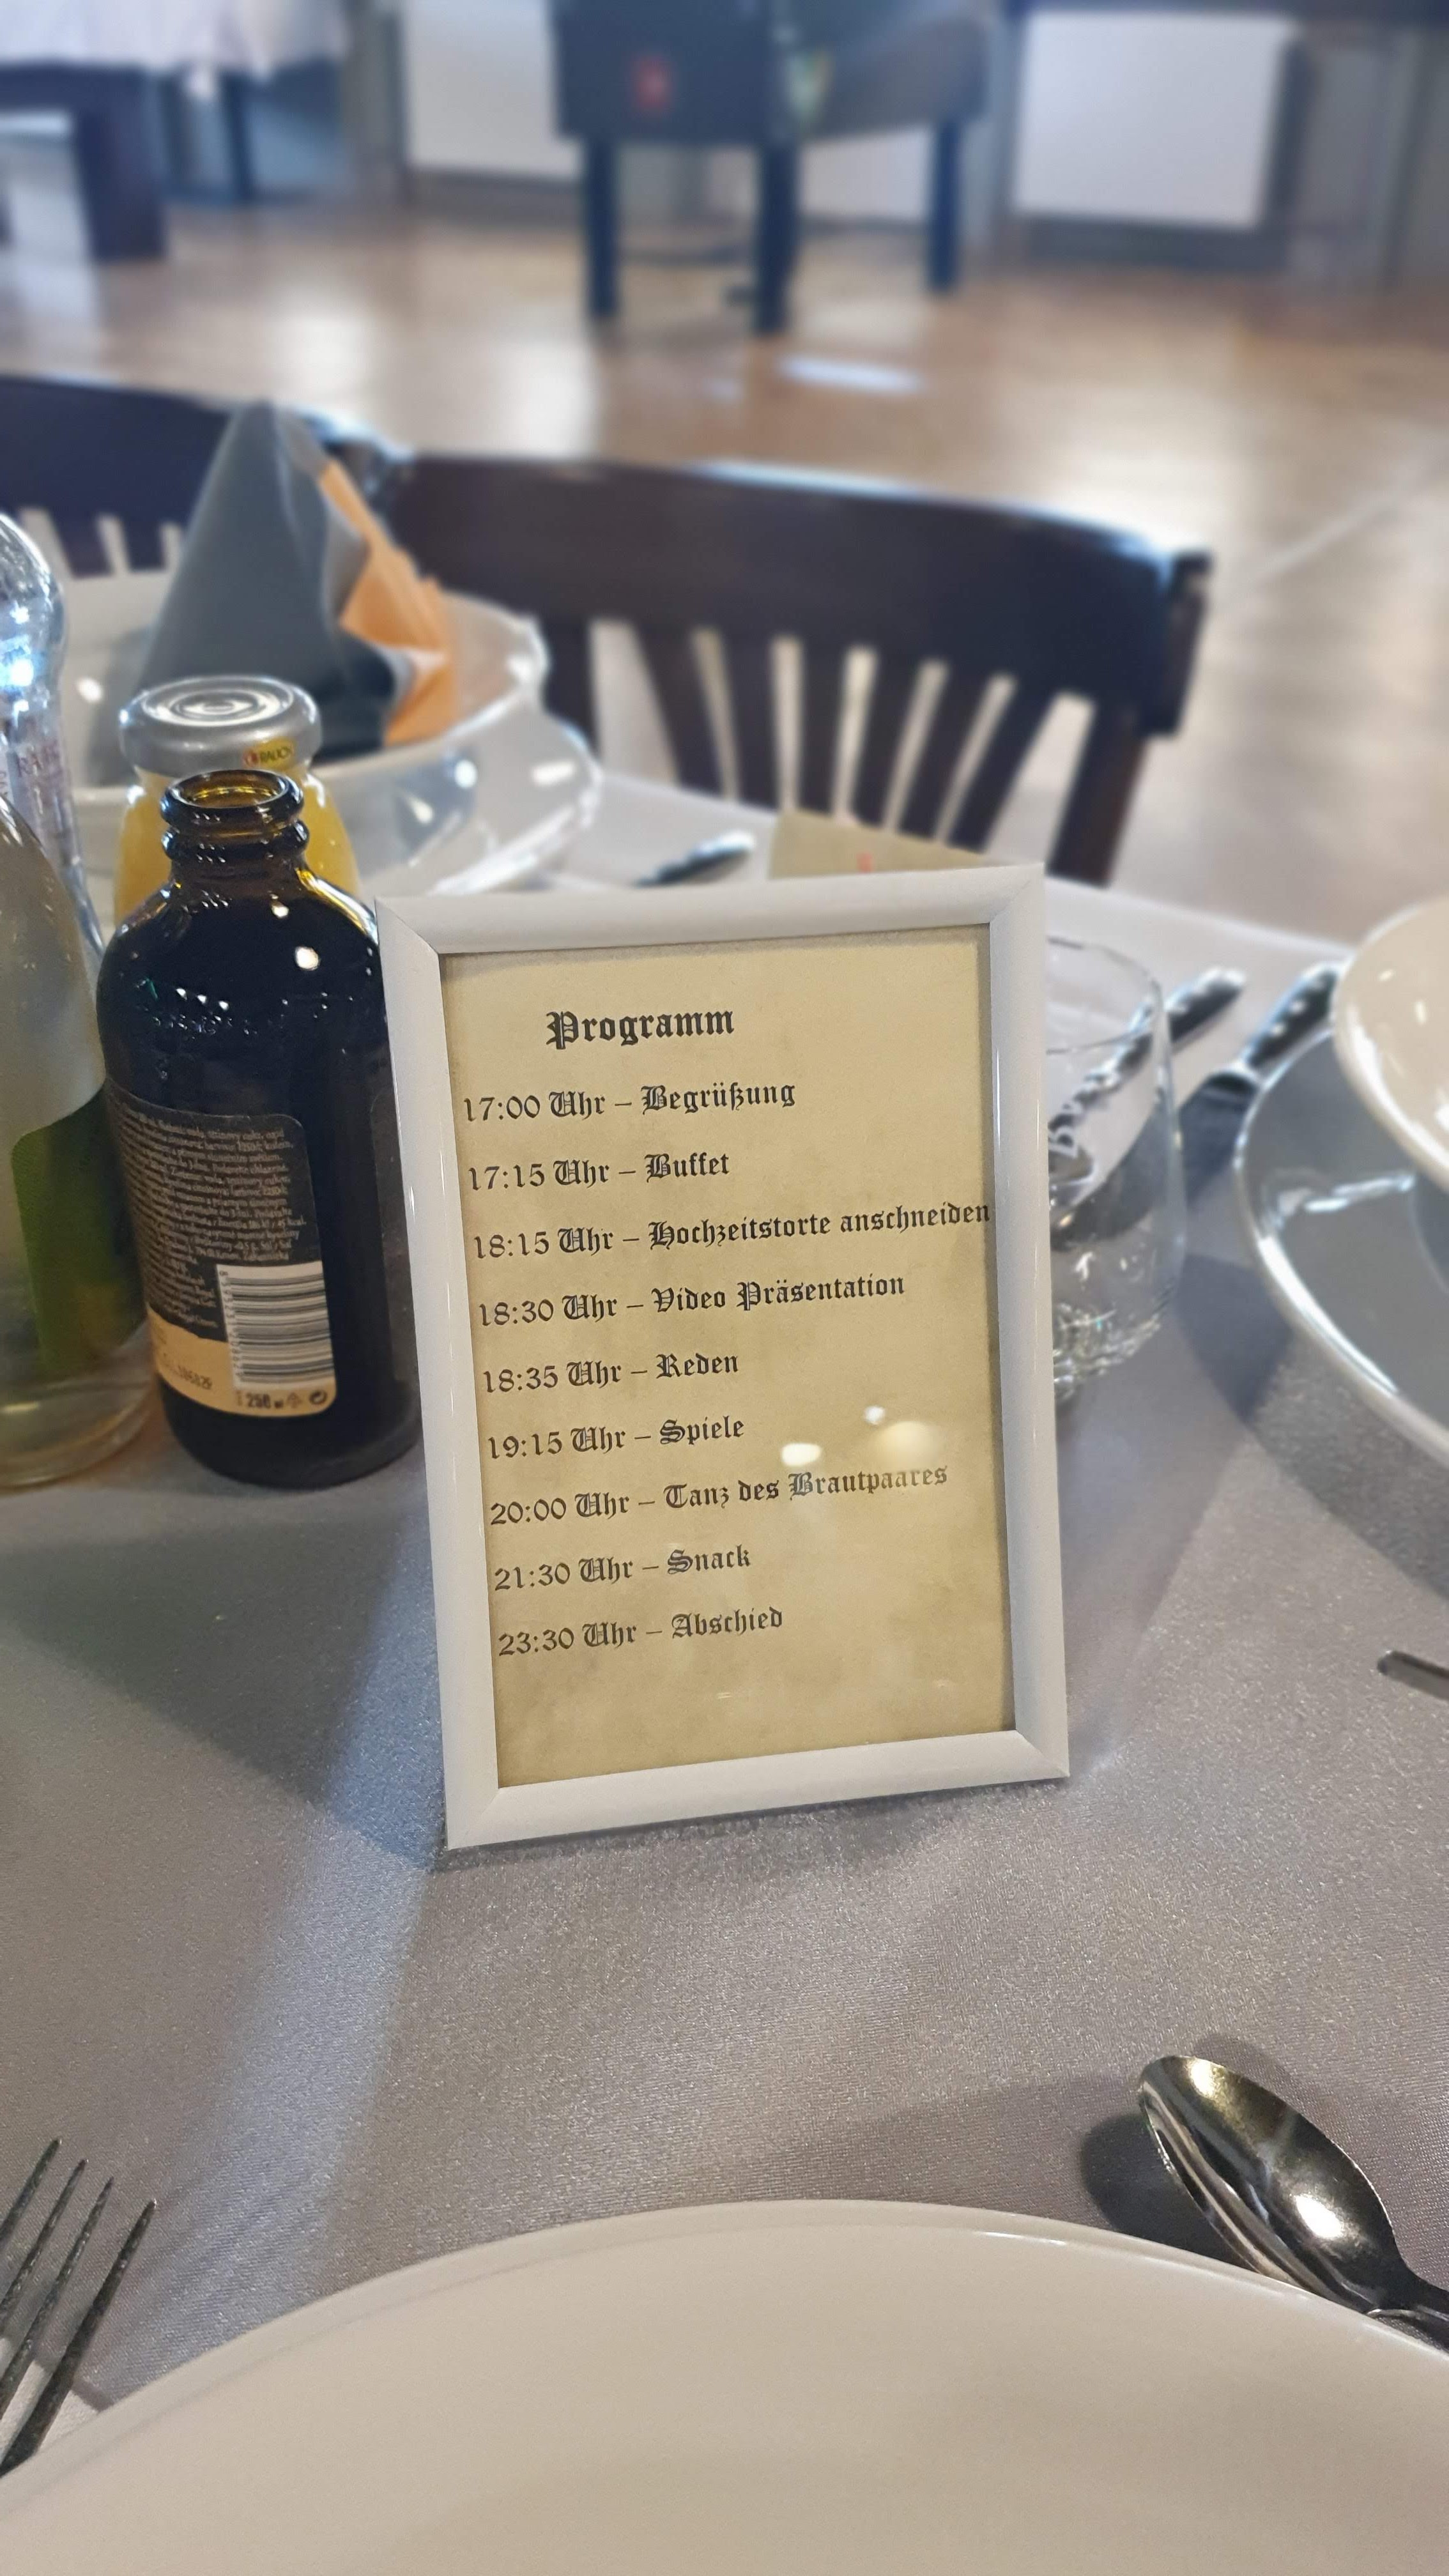 RAUCH
Programm
17:00 Uhr – Begrüßung
17:15 Uhr – Buffet
18:15 Uhr – Hochzeitstorte anschneiden
18:30 Uhr – Video Präsentation
18:35 Uhr – Reden
19:15 Uhr – Spiele
20:00 Uhr – Tanz des Brautpaares
21:30 Uhr – Snack
23:30 Uhr – Abschied
250